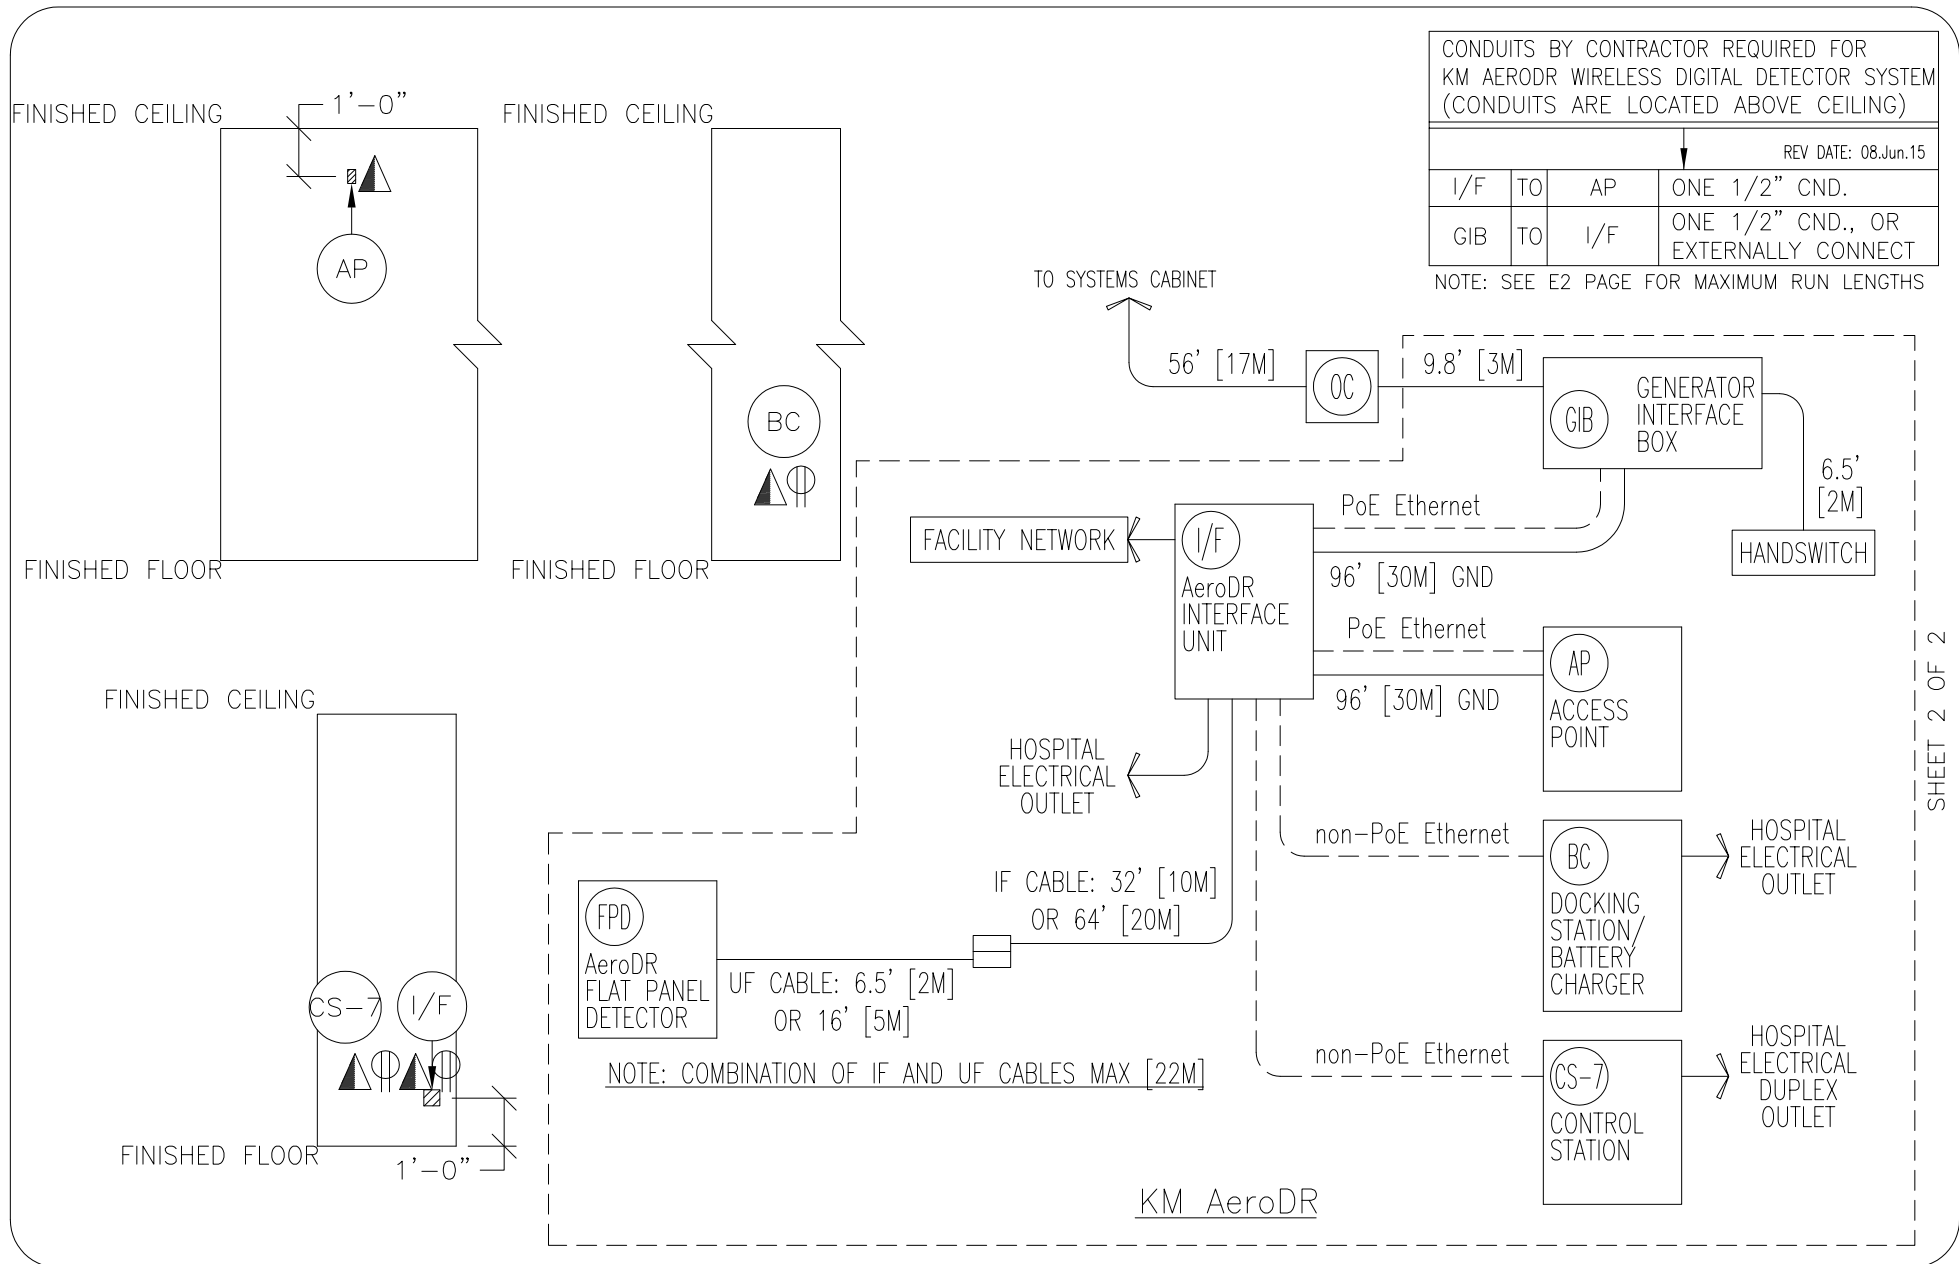 CONDUITS BY CONTRACTOR REQUIRED FOR
KM AERODR WIRELESS DIGITAL DETECTOR SYSTEM
(CONDUITS ARE LOCATED ABOVE CEILING)
REV DATE: 08.Jun.15
I/F TO AP ONE 1/2" CND.
GIB TO I/F ONE 1/2" CND., OR
EXTERNALLY CONNECT
NOTE: SEE E2 PAGE FOR MAXIMUM RUN LENGTHS
FINISHED CEILING
1'-0"
AP
FINISHED FLOOR
FINISHED CEILING
BC
FINISHED FLOOR
FINISHED CEILING
CS-7
I/F
FINISHED FLOOR
1'-0"
TO SYSTEMS CABINET
56' [17M]
OC
9.8' [3M]
GIB
GENERATOR
INTERFACE
BOX
6.5'
[2M]
HANDSWITCH
PoE Ethernet
96' [30M] GND
FACILITY NETWORK
I/F
AeroDR
INTERFACE
UNIT
PoE Ethernet
96' [30M] GND
AP
ACCESS
POINT
HOSPITAL
ELECTRICAL
OUTLET
non-PoE Ethernet
BC
DOCKING
STATION/
BATTERY
CHARGER
HOSPITAL
ELECTRICAL
OUTLET
IF CABLE: 32' [10M]
OR 64' [20M]
FPD
AeroDR
FLAT PANEL
DETECTOR
UF CABLE: 6.5' [2M]
OR 16' [5M]
NOTE: COMBINATION OF IF AND UF CABLES MAX [22M]
non-PoE Ethernet
CS-7
CONTROL
STATION
HOSPITAL
ELECTRICAL
DUPLEX
OUTLET
KM AeroDR
SHEET 2 OF 2